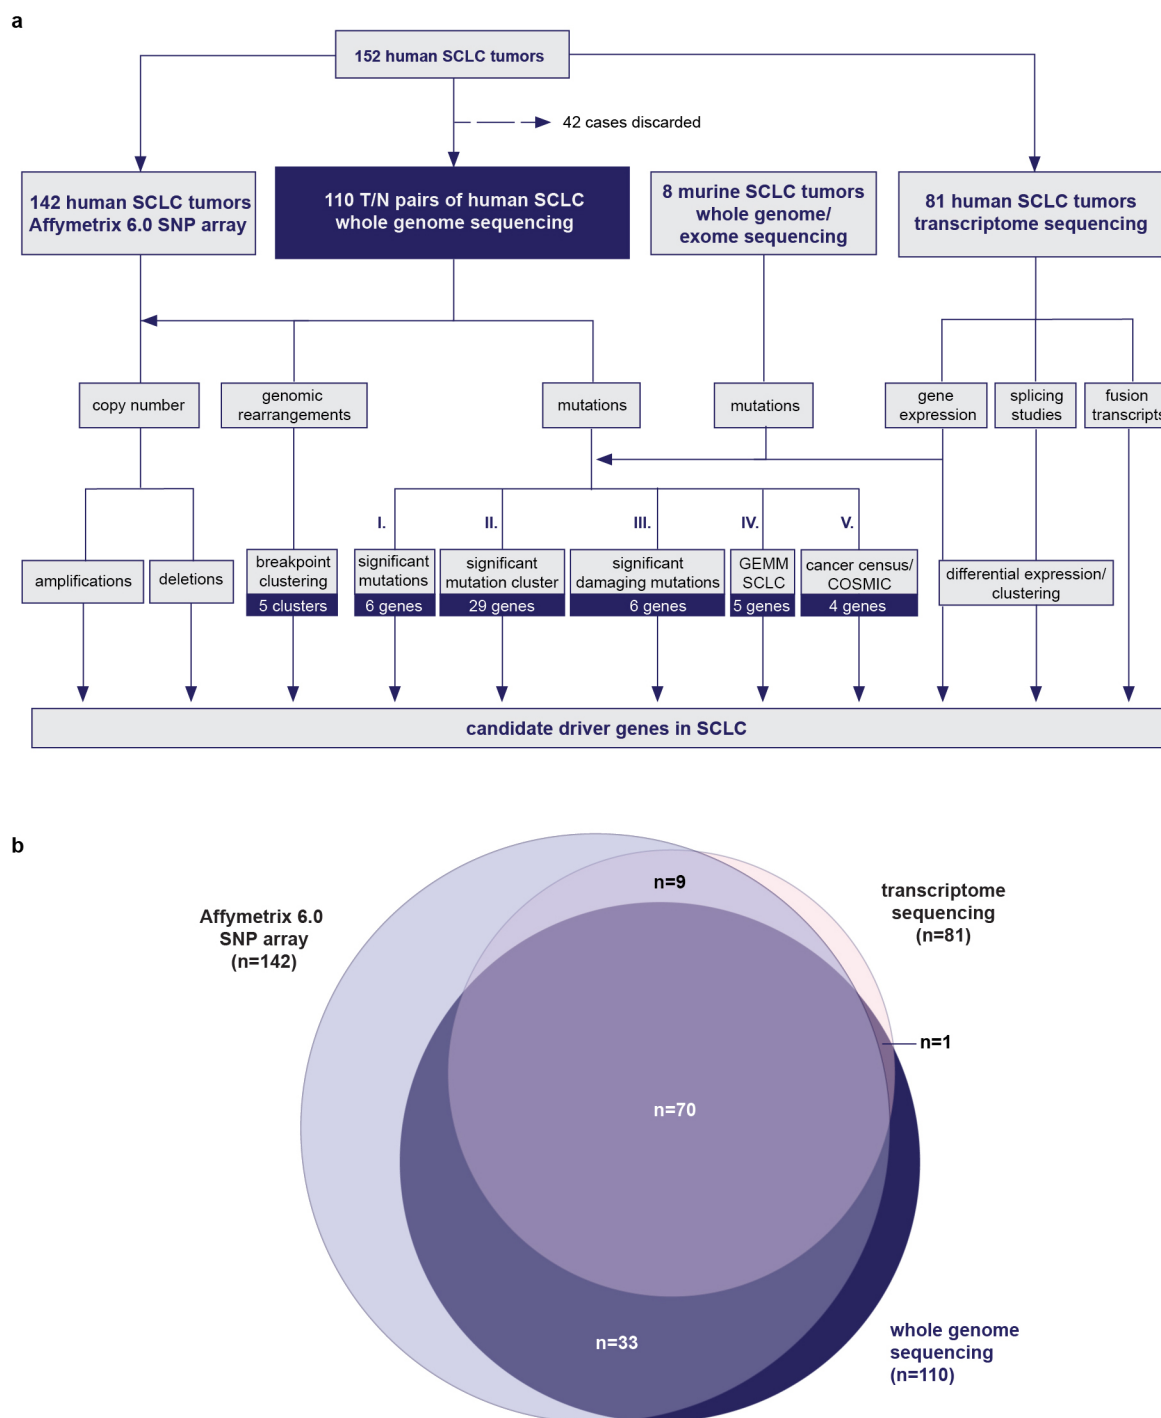 a
152 human SCLC tumors
42 cases discarded
142 human SCLC tumors
Affymetrix 6.0 SNP array
110 T/N pairs of human SCLC
whole genome sequencing
8 murine SCLC tumors
whole genome/
exome sequencing
81 human SCLC tumors
transcriptome sequencing
copy number
genomic
rearrangements
mutations
mutations
gene
expression
splicing
studies
fusion
transcripts
I.
II.
III.
IV.
V.
amplifications
deletions
breakpoint
clustering
5 clusters
significant
mutations
6 genes
significant
mutation cluster
29 genes
significant
damaging mutations
6 genes
GEMM
SCLC
5 genes
cancer census/
COSMIC
4 genes
differential expression/
clustering
candidate driver genes in SCLC
b
Affymetrix 6.0
SNP array
(n=142)
n=9
transcriptome
sequencing
(n=81)
n=1
n=70
n=33
whole genome
sequencing
(n=110)